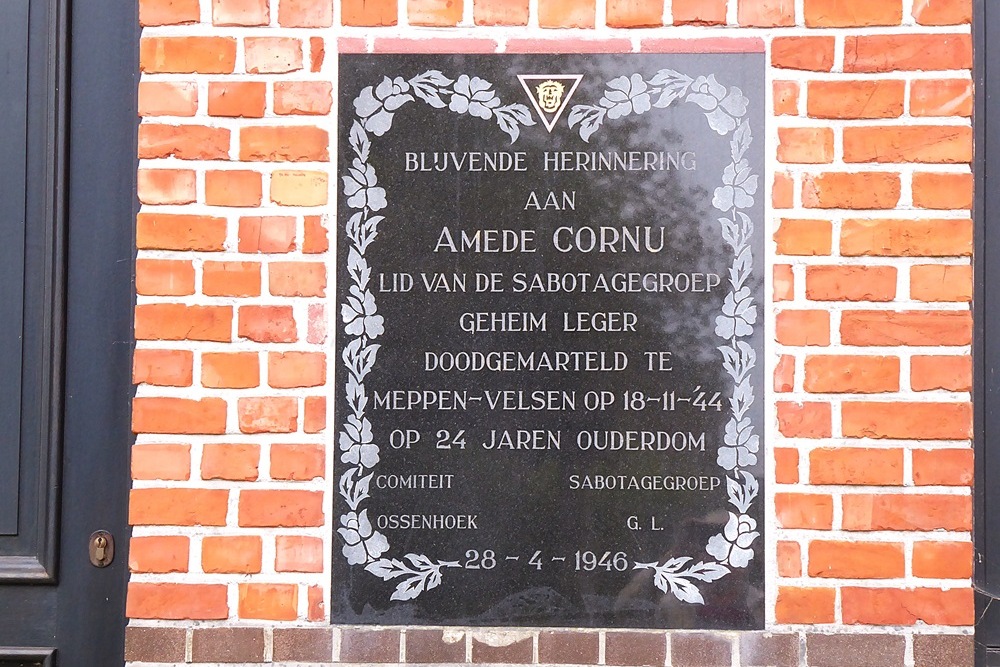 BLIJVENDE HERINNERING
AAN
AMEDE CORNU
LID VAN DE SABOTAGEGROEP
GEHEIM LEGER
DOODGEMARTELD TE
MEPPEN-VELSEN OP 18-11-'44
OP 24 JAREN OUDERDOM
COMITEIT SABOTAGEGROEP
OSSENHOEK G. L.
28 - 4 - 1946